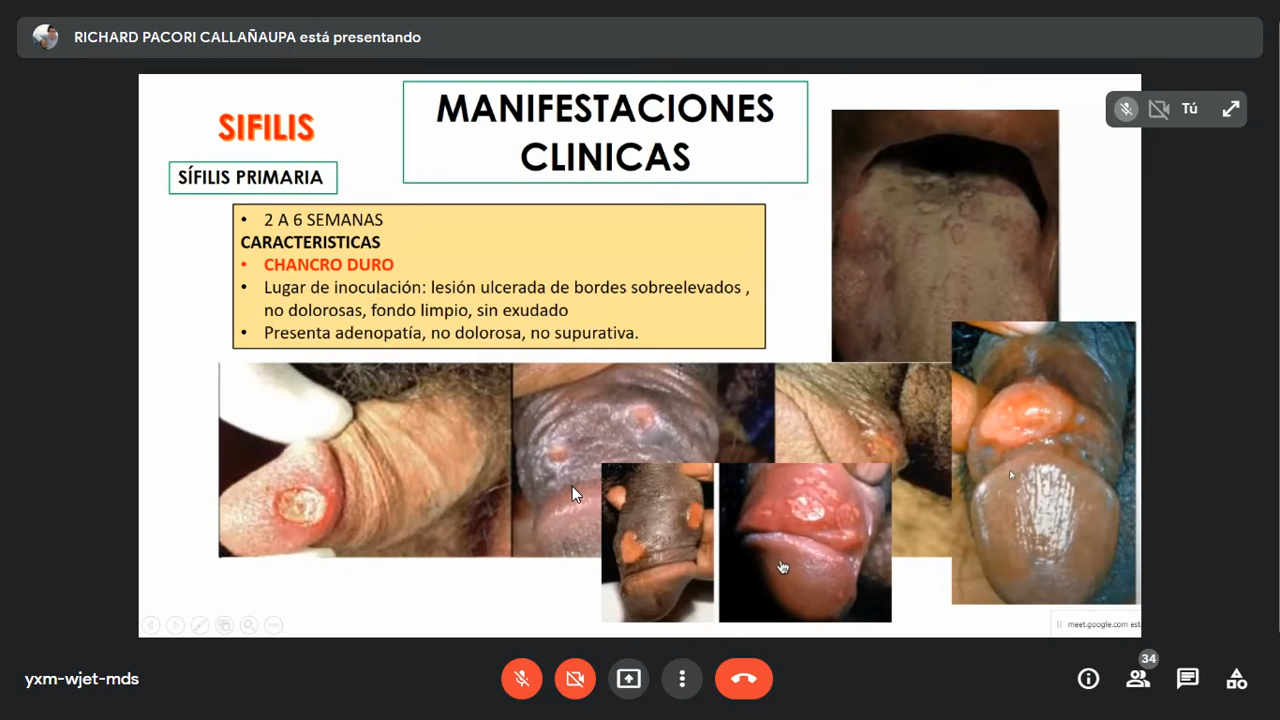 RICHARD PACORI CALLAÑAUPA está presentando
SIFILIS
MANIFESTACIONES
CLINICAS
SÍFILIS PRIMARIA
Tú
• 2 A 6 SEMANAS
CARACTERISTICAS
• CHANCRO DURO
• Lugar de inoculación: lesión ulcerada de bordes sobreelevados ,
no dolorosas, fondo limpio, sin exudado
• Presenta adenopatía, no dolorosa, no supurativa.
meet.google.com est
yxm-wjet-mds
34